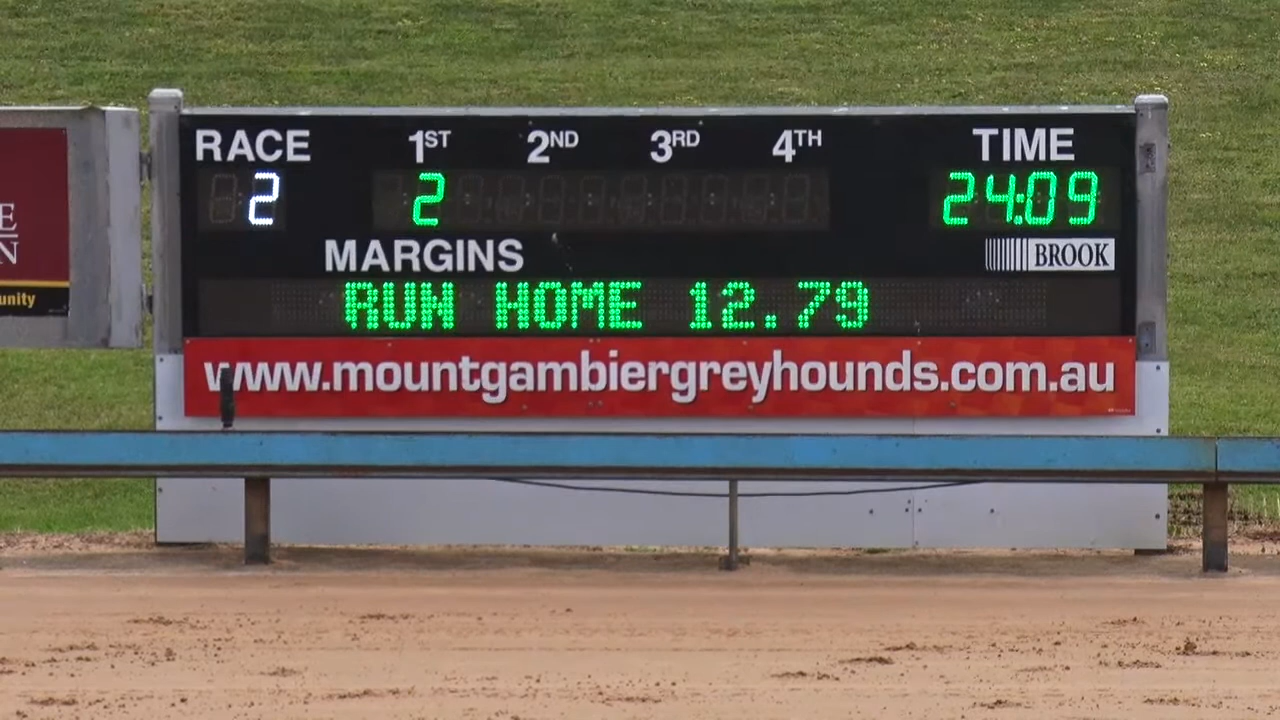 RACE 1ST 2ND 3RD 4TH TIME
2 2 24:09
MARGINS
BROOK
RUN HOME 12.79
www.mountgambiergreyhounds.com.au
unity